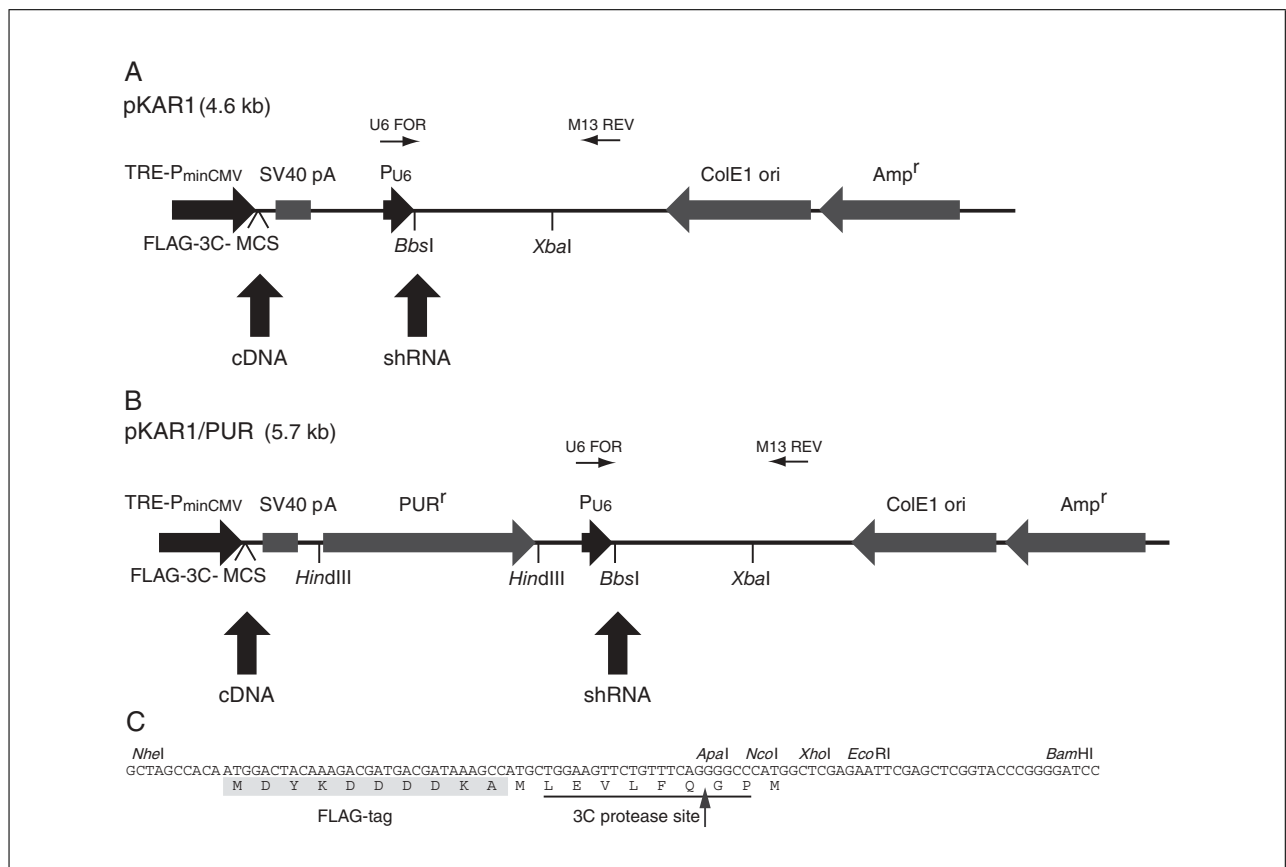 A
pKAR1 (4.6 kb)
U6 FOR
M13 REV
TRE-PminCMV SV40 pA PU6 ColE1 ori Ampr
FLAG-3C- MCS BbsI XbaI
cDNA shRNA
B
pKAR1/PUR (5.7 kb)
U6 FOR
M13 REV
TRE-PminCMV SV40 pA PURr PU6 ColE1 ori Ampr
FLAG-3C- MCS HindIII HindIII BbsI XbaI
cDNA shRNA
C
NheI ApaI NcoI XhoI EcoRI BamHI
GCTAGCCACAATGGACTACAAAGACGATGACGATAAAGCCATGCTGGAAGTTCTGTTTCAGGGGCCCATGGCTCGAGAATTCGAGCTCGGTACCCGGGGATCC
M D Y K D D D D K A M L E V L F Q G P M
FLAG-tag 3C protease site